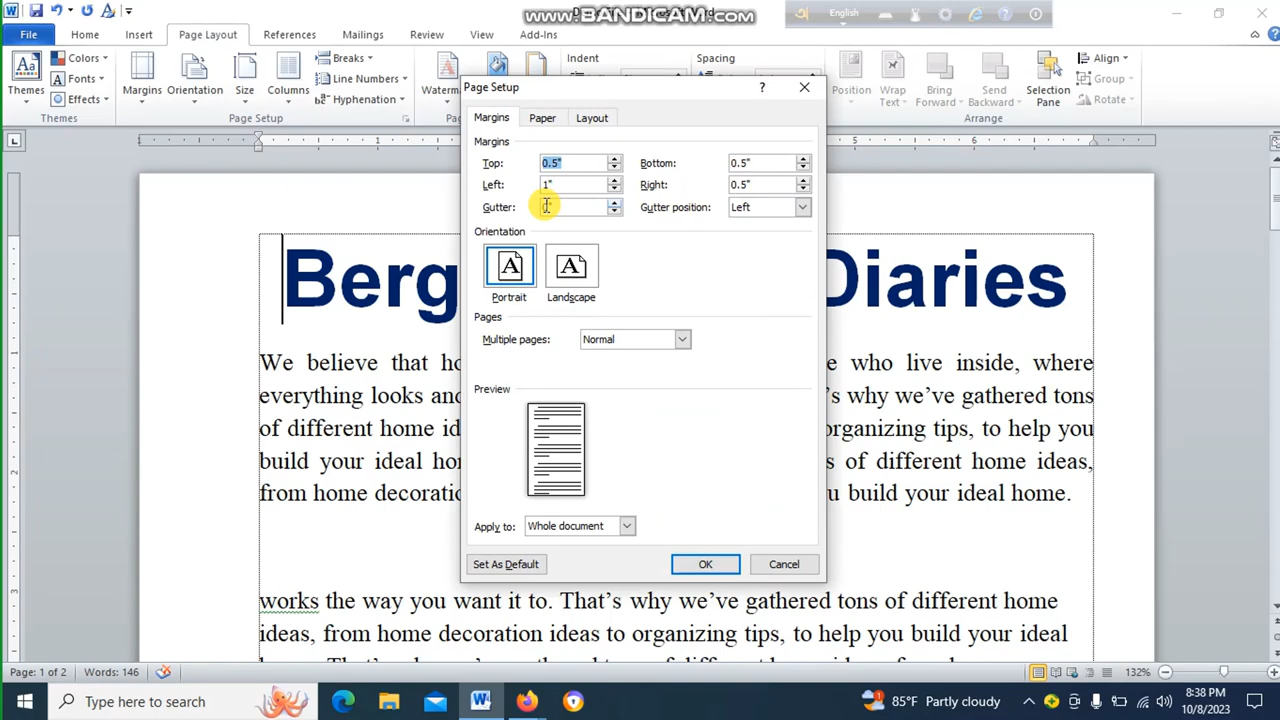 www.BANDICAM.com
English
File Home Insert Page Layout References Mailings Review View Add-Ins
Themes
Colors
Fonts
Effects
Themes
Margins
Orientation
Size
Columns
Breaks
Line Numbers
Hyphenation
Page Setup
Indent
Spacing
Position
Wrap
Text
Bring
Forward
Send
Backward
Selection
Pane
Align
Group
Rotate
Arrange
Page Setup
Margins Paper Layout
Margins
Top: 0.5" Bottom: 0.5"
Left: 1" Right: 0.5"
Gutter: Gutter position: Left
Orientation
Portrait Landscape
Pages
Multiple pages: Normal
Preview
Apply to: Whole document
Set As Default OK Cancel
Diaries
We believe that who live inside, where
everything looks why we've gathered tons
of different home organizing tips, to help you
build your ideal of different home ideas,
from home you build your ideal home.
works the way you want it to. That's why we've gathered tons of different home
ideas, from home decoration ideas to organizing tips, to help you build your ideal
Page: 1 of 2 Words: 146 132%
Type here to search
85°F Partly cloudy
8:38 PM
10/8/2023